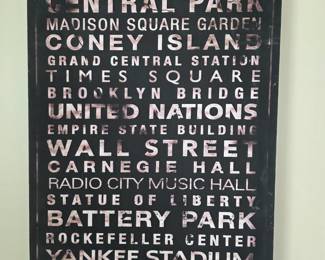 CENTRAL PARK
MADISON SQUARE GARDEN
CONEY ISLAND
GRAND CENTRAL STATION
TIMES SQUARE
BROOKLYN BRIDGE
UNITED NATIONS
EMPIRE STATE BUILDING
WALL STREET
CARNEGIE HALL
RADIO CITY MUSIC HALL
STATUE OF LIBERTY
BATTERY PARK
ROCKEFELLER CENTER
YANKEE STADIUM